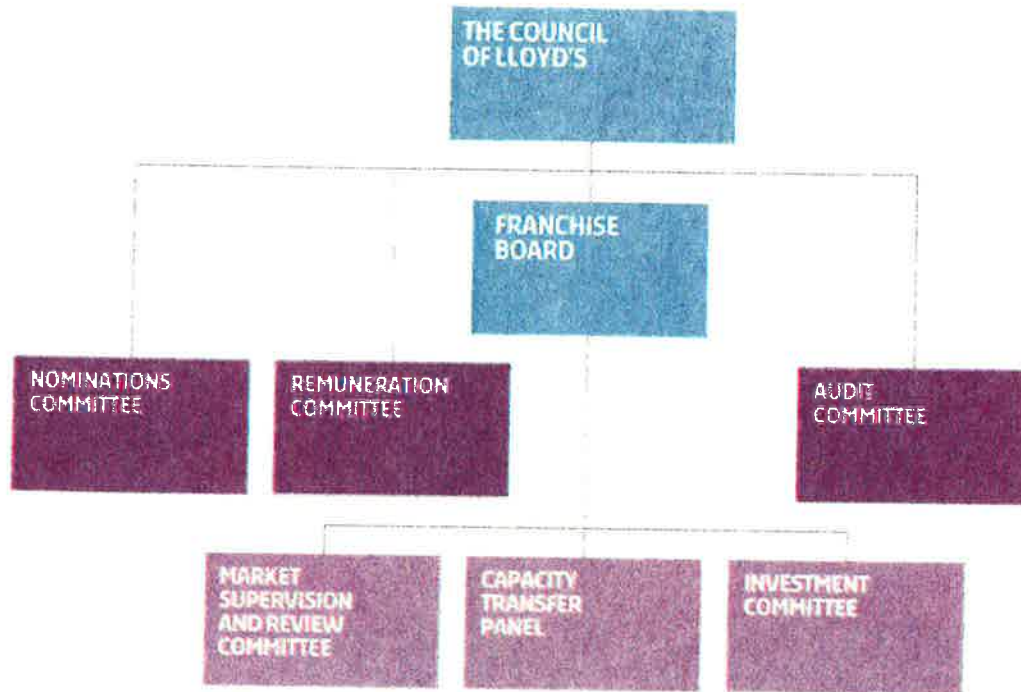 THE COUNCIL
OF LLOYD'S
FRANCHISE
BOARD
NOMINATIONS
COMMITTEE
REMUNERATION
COMMITTEE
AUDIT
COMMITTEE
MARKET
SUPERVISION
AND REVIEW
COMMITTEE
CAPACITY
TRANSFER
PANEL
INVESTMENT
COMMITTEE